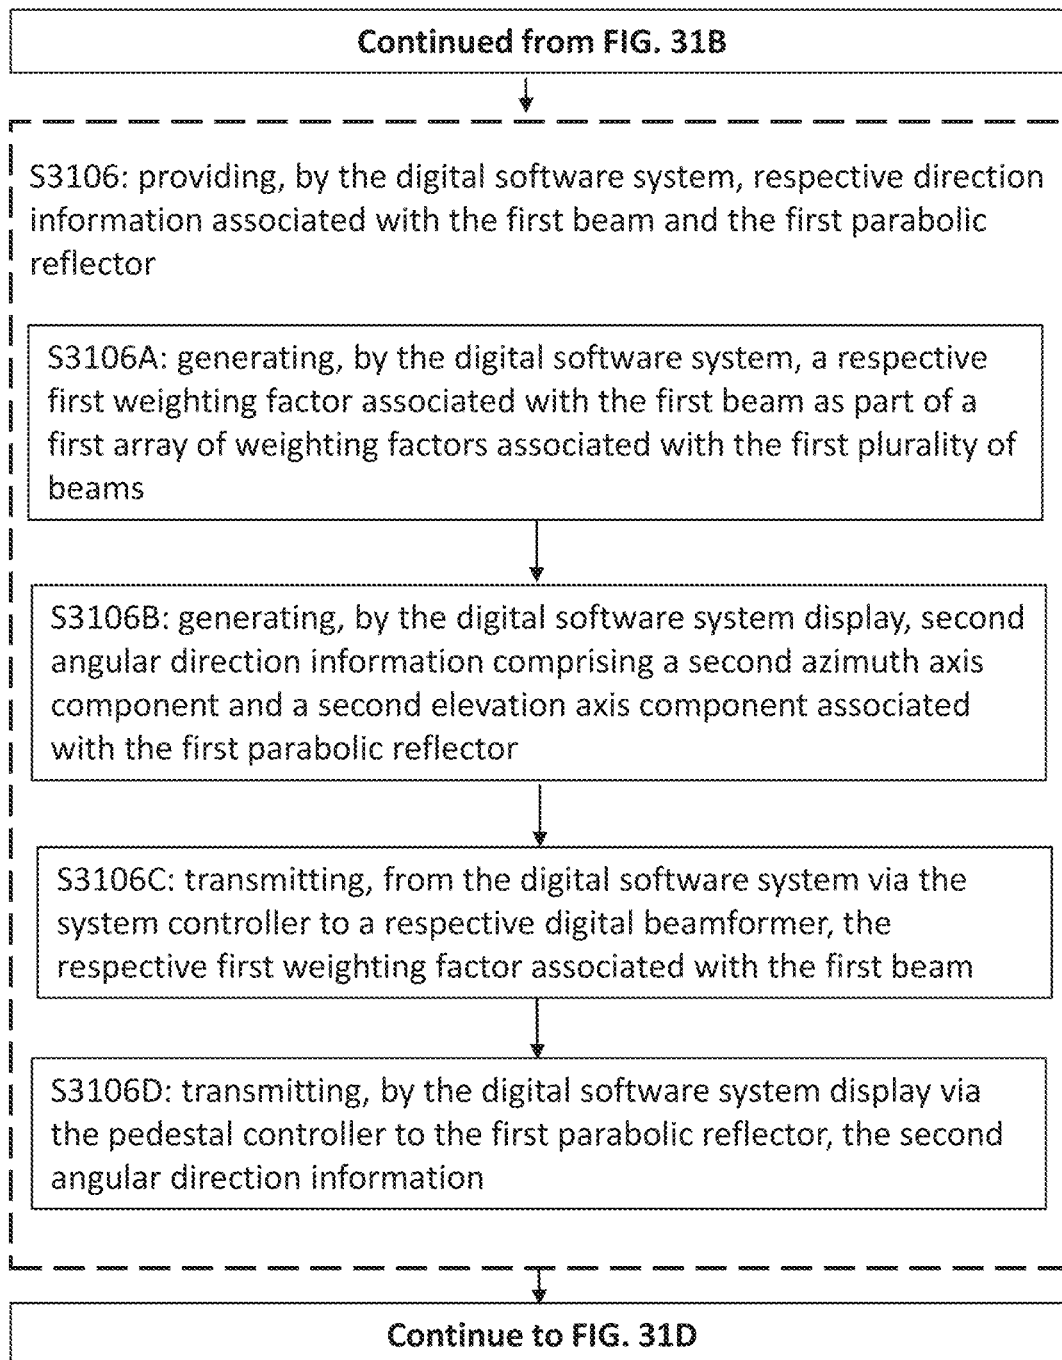 Continued from FIG. 31B
S3106: providing, by the digital software system, respective direction
information associated with the first beam and the first parabolic
reflector
S3106A: generating, by the digital software system, a respective
first weighting factor associated with the first beam as part of a
first array of weighting factors associated with the first plurality of
beams
S3106B: generating, by the digital software system display, second
angular direction information comprising a second azimuth axis
component and a second elevation axis component associated
with the first parabolic reflector
S3106C: transmitting, from the digital software system via the
system controller to a respective digital beamformer, the
respective first weighting factor associated with the first beam
S3106D: transmitting, by the digital software system display via
the pedestal controller to the first parabolic reflector, the second
angular direction information
Continue to FIG. 31D